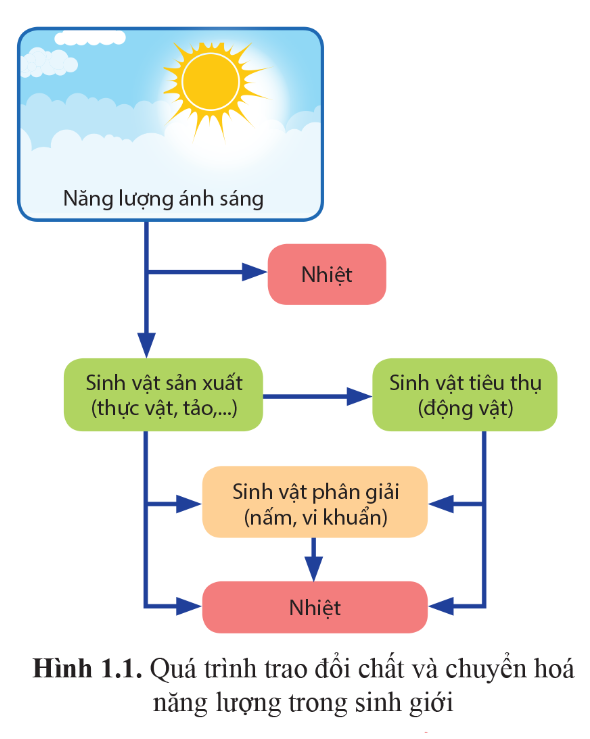 Năng lượng ánh sáng
Nhiệt
Sinh vật sản xuất
(thực vật, tảo,...)
Sinh vật tiêu thụ
(động vật)
Sinh vật phân giải
(nấm, vi khuẩn)
Nhiệt
Hình 1.1. Quá trình trao đổi chất và chuyển hoá
năng lượng trong sinh giới